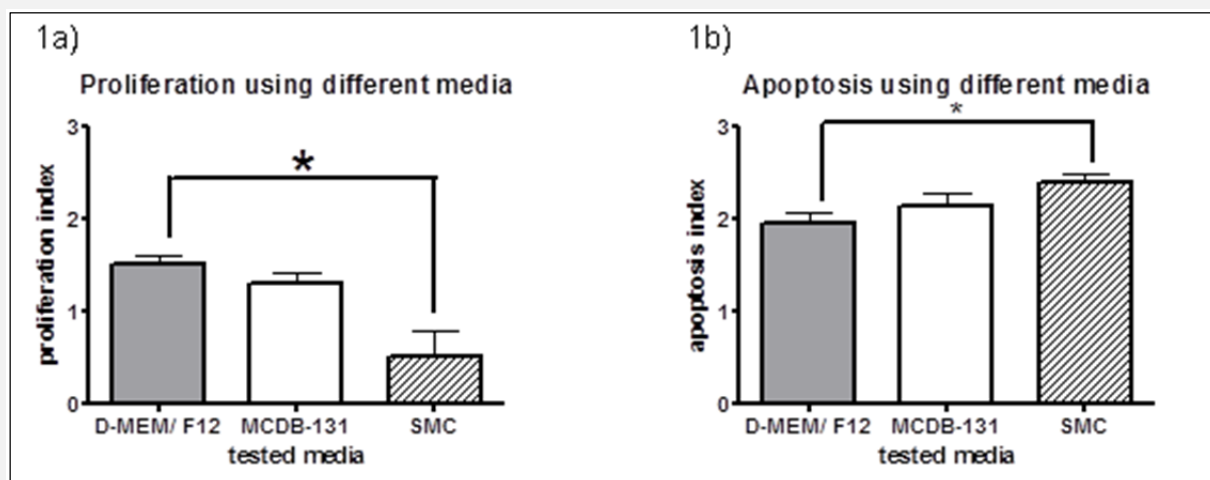 1a)
Proliferation using different media
3
2
1
0
proliferation index
*
D-MEM/ F12 MCDB-131 SMC
tested media
1b)
Apoptosis using different media
*
3
2
1
0
apoptosis index
D-MEM/ F12 MCDB-131 SMC
tested media